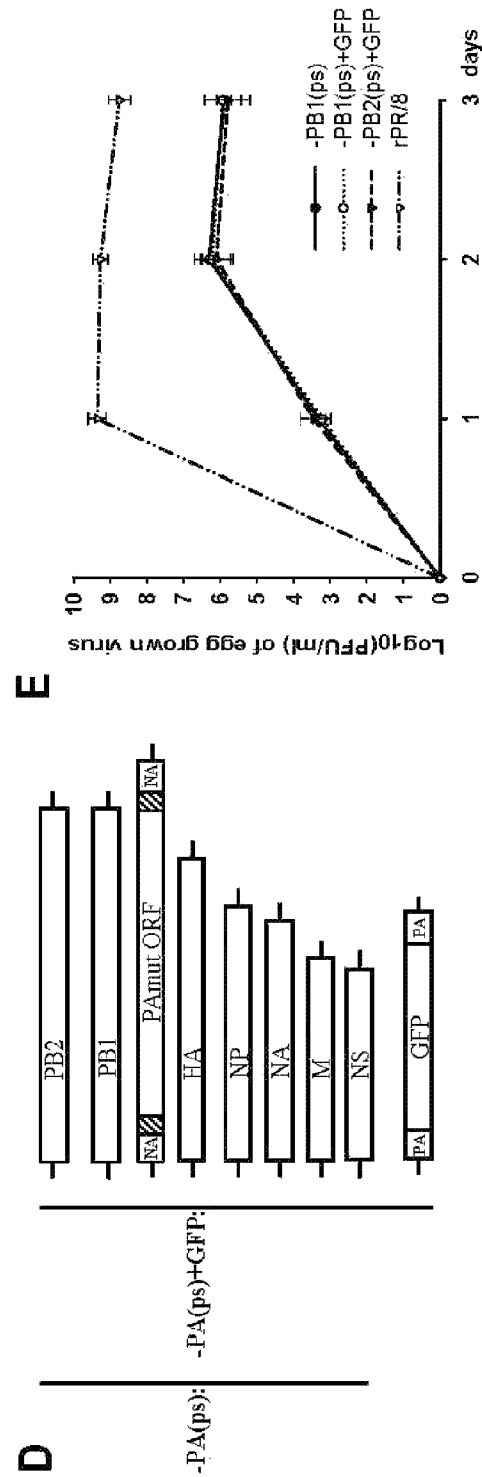 D
-PA(ps):
-PA(ps)+GFP:
PB2
PB1
NA PAmut ORF NA
HA
NP
NA
M
NS
PA GFP PA
E
Log10(PFU/ml) of egg grown virus
10
9
8
7
6
5
4
3
2
1
0
0 1 2 3 days
-PB1(ps)
-PB1(ps)+GFP
-PB2(ps)+GFP
rPR/8